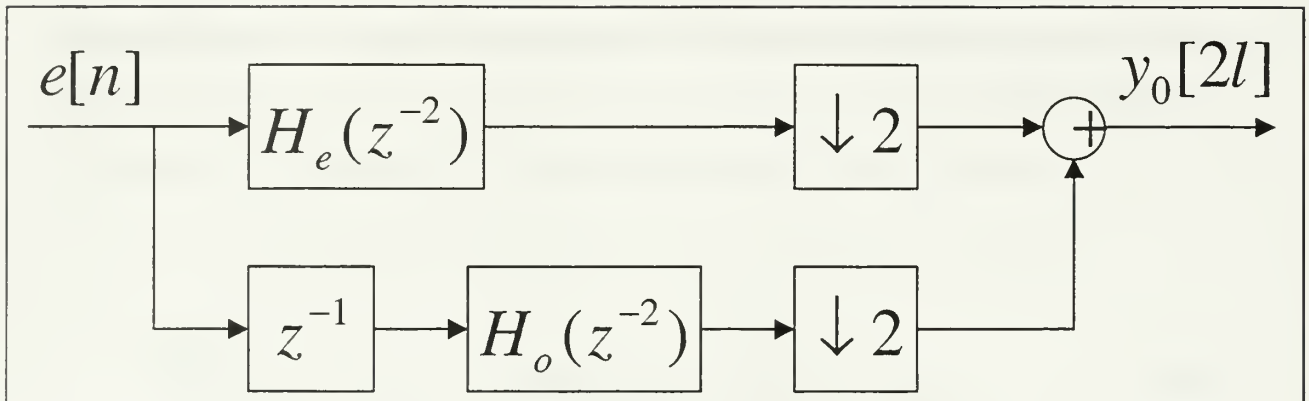 e[n]
H_e(z^{-2})
↓ 2
+
y_0[2l]
z^{-1}
H_o(z^{-2})
↓ 2